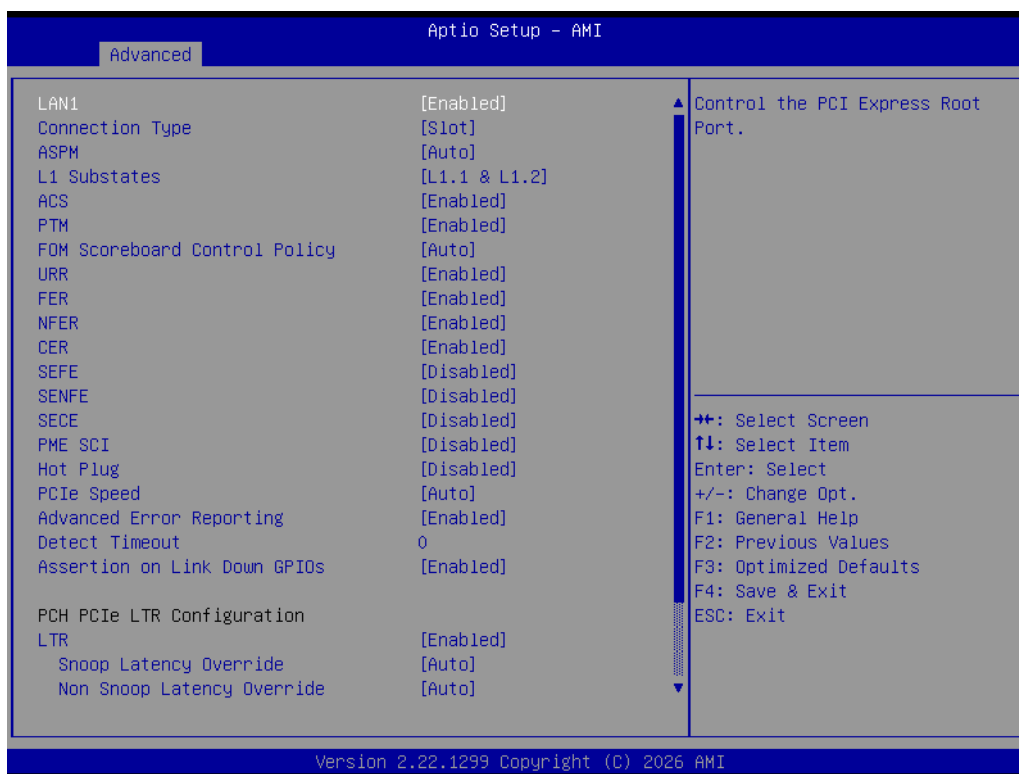 Aptio Setup - AMI
Advanced
LAN1 [Enabled]
Connection Type [Slot]
ASPM [Auto]
L1 Substates [L1.1 & L1.2]
ACS [Enabled]
PTM [Enabled]
FOM Scoreboard Control Policy [Auto]
URR [Enabled]
FER [Enabled]
NFER [Enabled]
CER [Enabled]
SEFE [Disabled]
SENFE [Disabled]
SECE [Disabled]
PME SCI [Disabled]
Hot Plug [Disabled]
PCIe Speed [Auto]
Advanced Error Reporting [Enabled]
Detect Timeout 0
Assertion on Link Down GPIOs [Enabled]
PCH PCIe LTR Configuration
LTR [Enabled]
Snoop Latency Override [Auto]
Non Snoop Latency Override [Auto]
Control the PCI Express Root
Port.
→←: Select Screen
↑↓: Select Item
Enter: Select
+/-: Change Opt.
F1: General Help
F2: Previous Values
F3: Optimized Defaults
F4: Save & Exit
ESC: Exit
Version 2.22.1299 Copyright (C) 2026 AMI